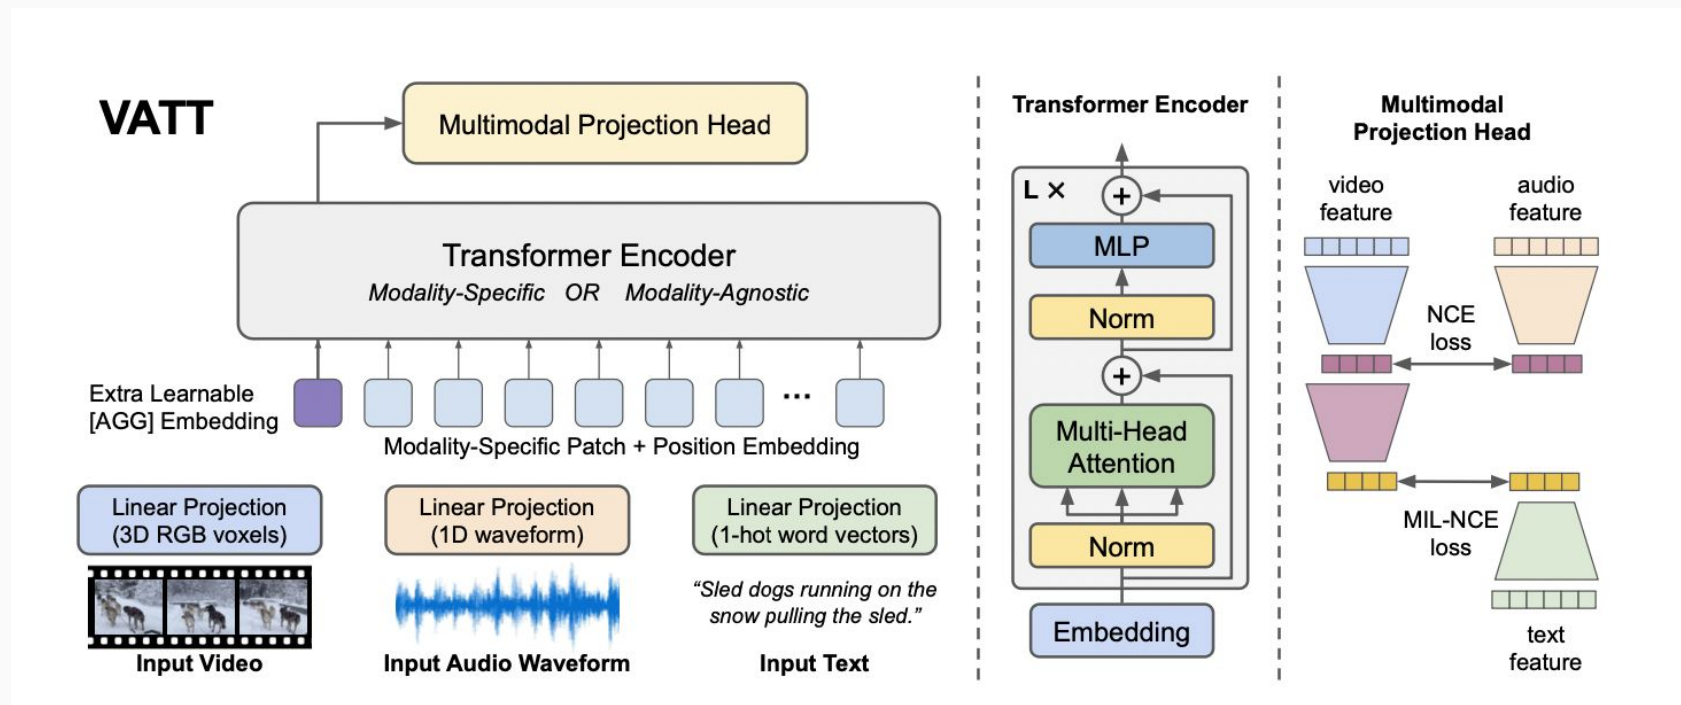 VATT
Multimodal Projection Head
Transformer Encoder
Modality-Specific OR Modality-Agnostic
Extra Learnable
[AGG] Embedding
...
Modality-Specific Patch + Position Embedding
Linear Projection
(3D RGB voxels)
Linear Projection
(1D waveform)
Linear Projection
(1-hot word vectors)
“Sled dogs running on the
snow pulling the sled.”
Input Video
Input Audio Waveform
Input Text
Transformer Encoder
L ×
+
MLP
Norm
+
Multi-Head
Attention
Norm
Embedding
Multimodal
Projection Head
video
feature
audio
feature
NCE
loss
MIL-NCE
loss
text
feature